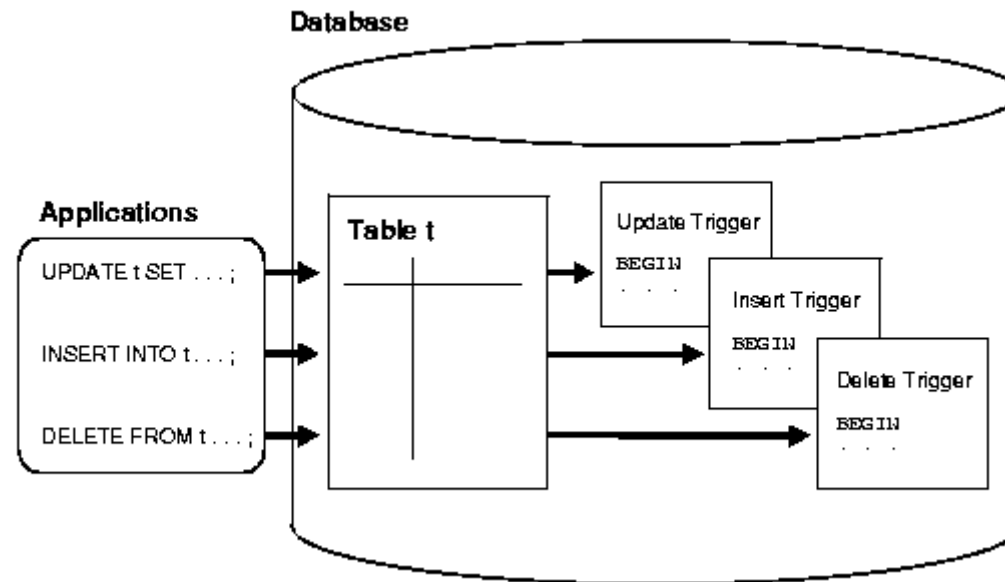 Database
Applications
UPDATE t SET . . . ;
INSERT INTO t . . . ;
DELETE FROM t . . . ;
Table t
Update Trigger
BEGIN
. . .
Insert Trigger
BEGIN
. . .
Delete Trigger
BEGIN
. . .